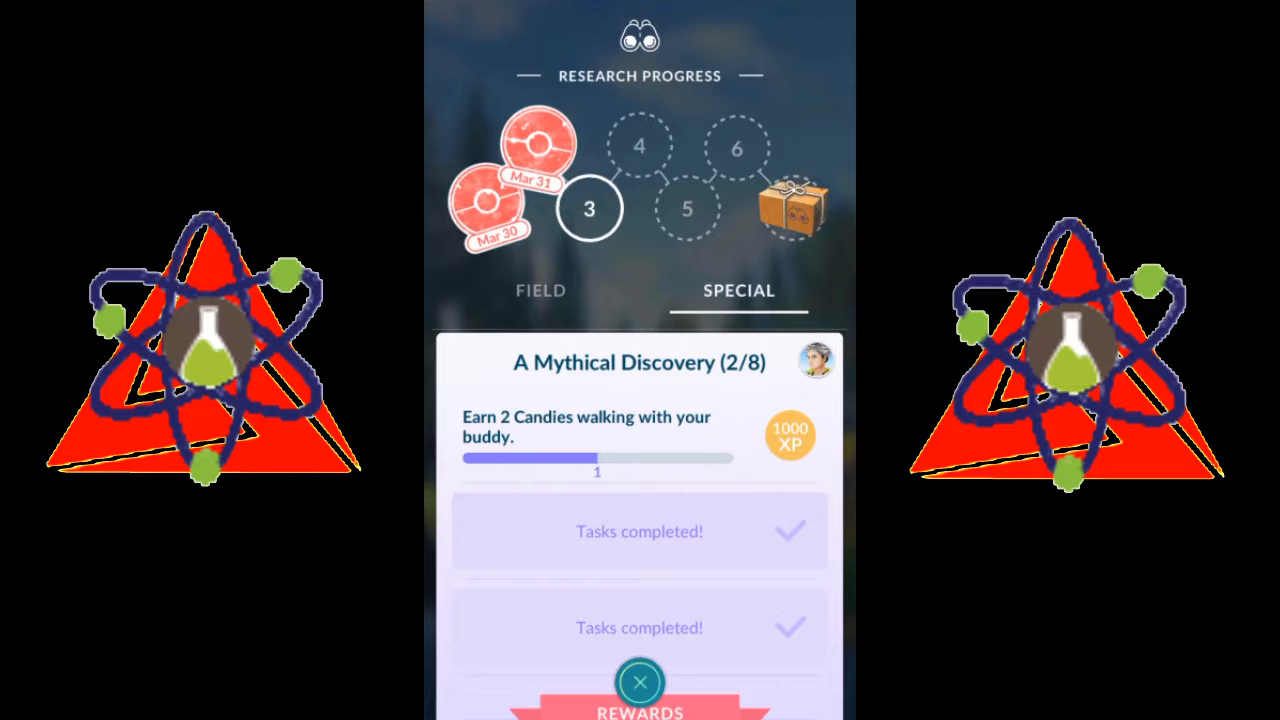 RESEARCH PROGRESS
4
6
Mar 31
3
5
Mar 30
FIELD
SPECIAL
A Mythical Discovery (2/8)
Earn 2 Candies walking with your
buddy.
1000
XP
1
Tasks completed!
Tasks completed!
REWARDS